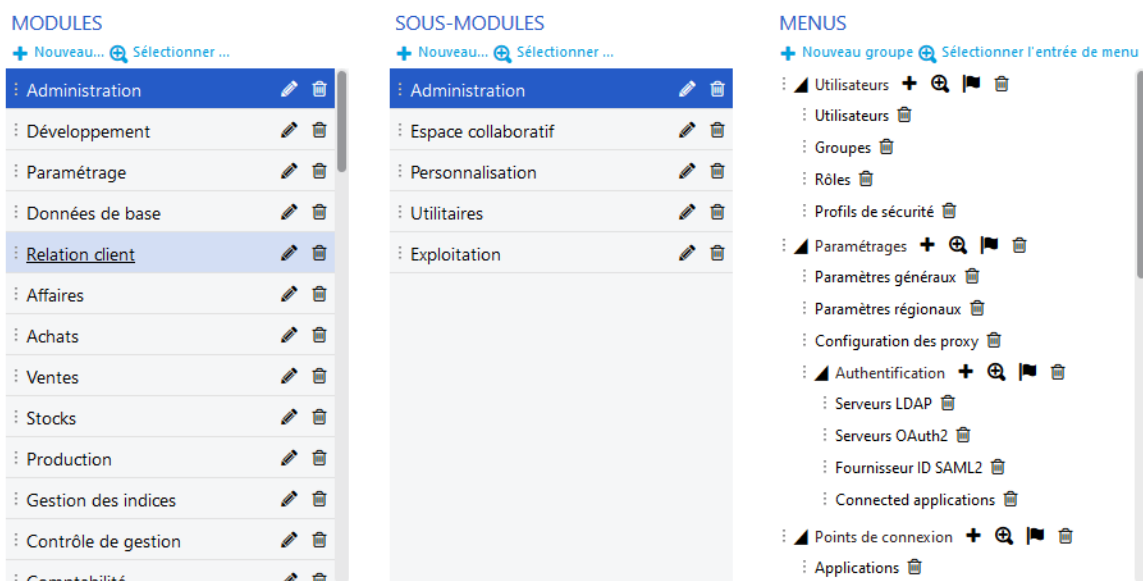 MODULES
Nouveau... Sélectionner ...
Administration
Développement
Paramétrage
Données de base
Relation client
Affaires
Achats
Ventes
Stocks
Production
Gestion des indices
Contrôle de gestion
Comptabilité
SOUS-MODULES
Nouveau... Sélectionner ...
Administration
Espace collaboratif
Personnalisation
Utilitaires
Exploitation
MENUS
Nouveau groupe Sélectionner l'entrée de menu
Utilisateurs
Utilisateurs
Groupes
Rôles
Profils de sécurité
Paramétrages
Paramètres généraux
Paramètres régionaux
Configuration des proxy
Authentification
Serveurs LDAP
Serveurs OAuth2
Fournisseur ID SAML2
Connected applications
Points de connexion
Applications